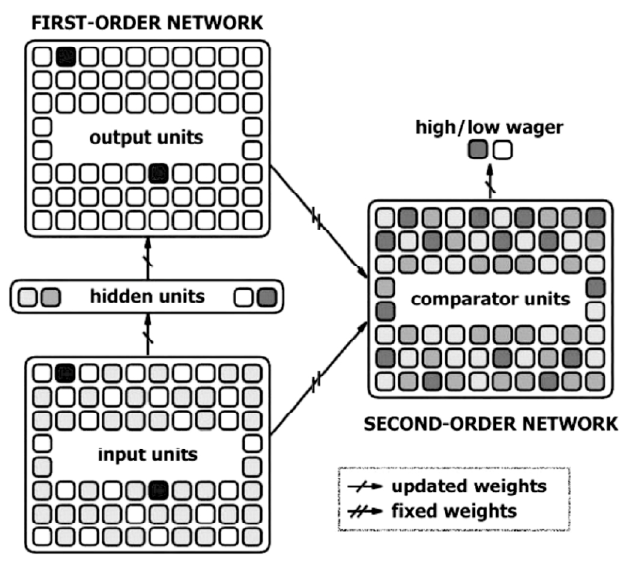 FIRST-ORDER NETWORK
output units
high/low wager
hidden units
comparator units
input units
SECOND-ORDER NETWORK
updated weights
fixed weights